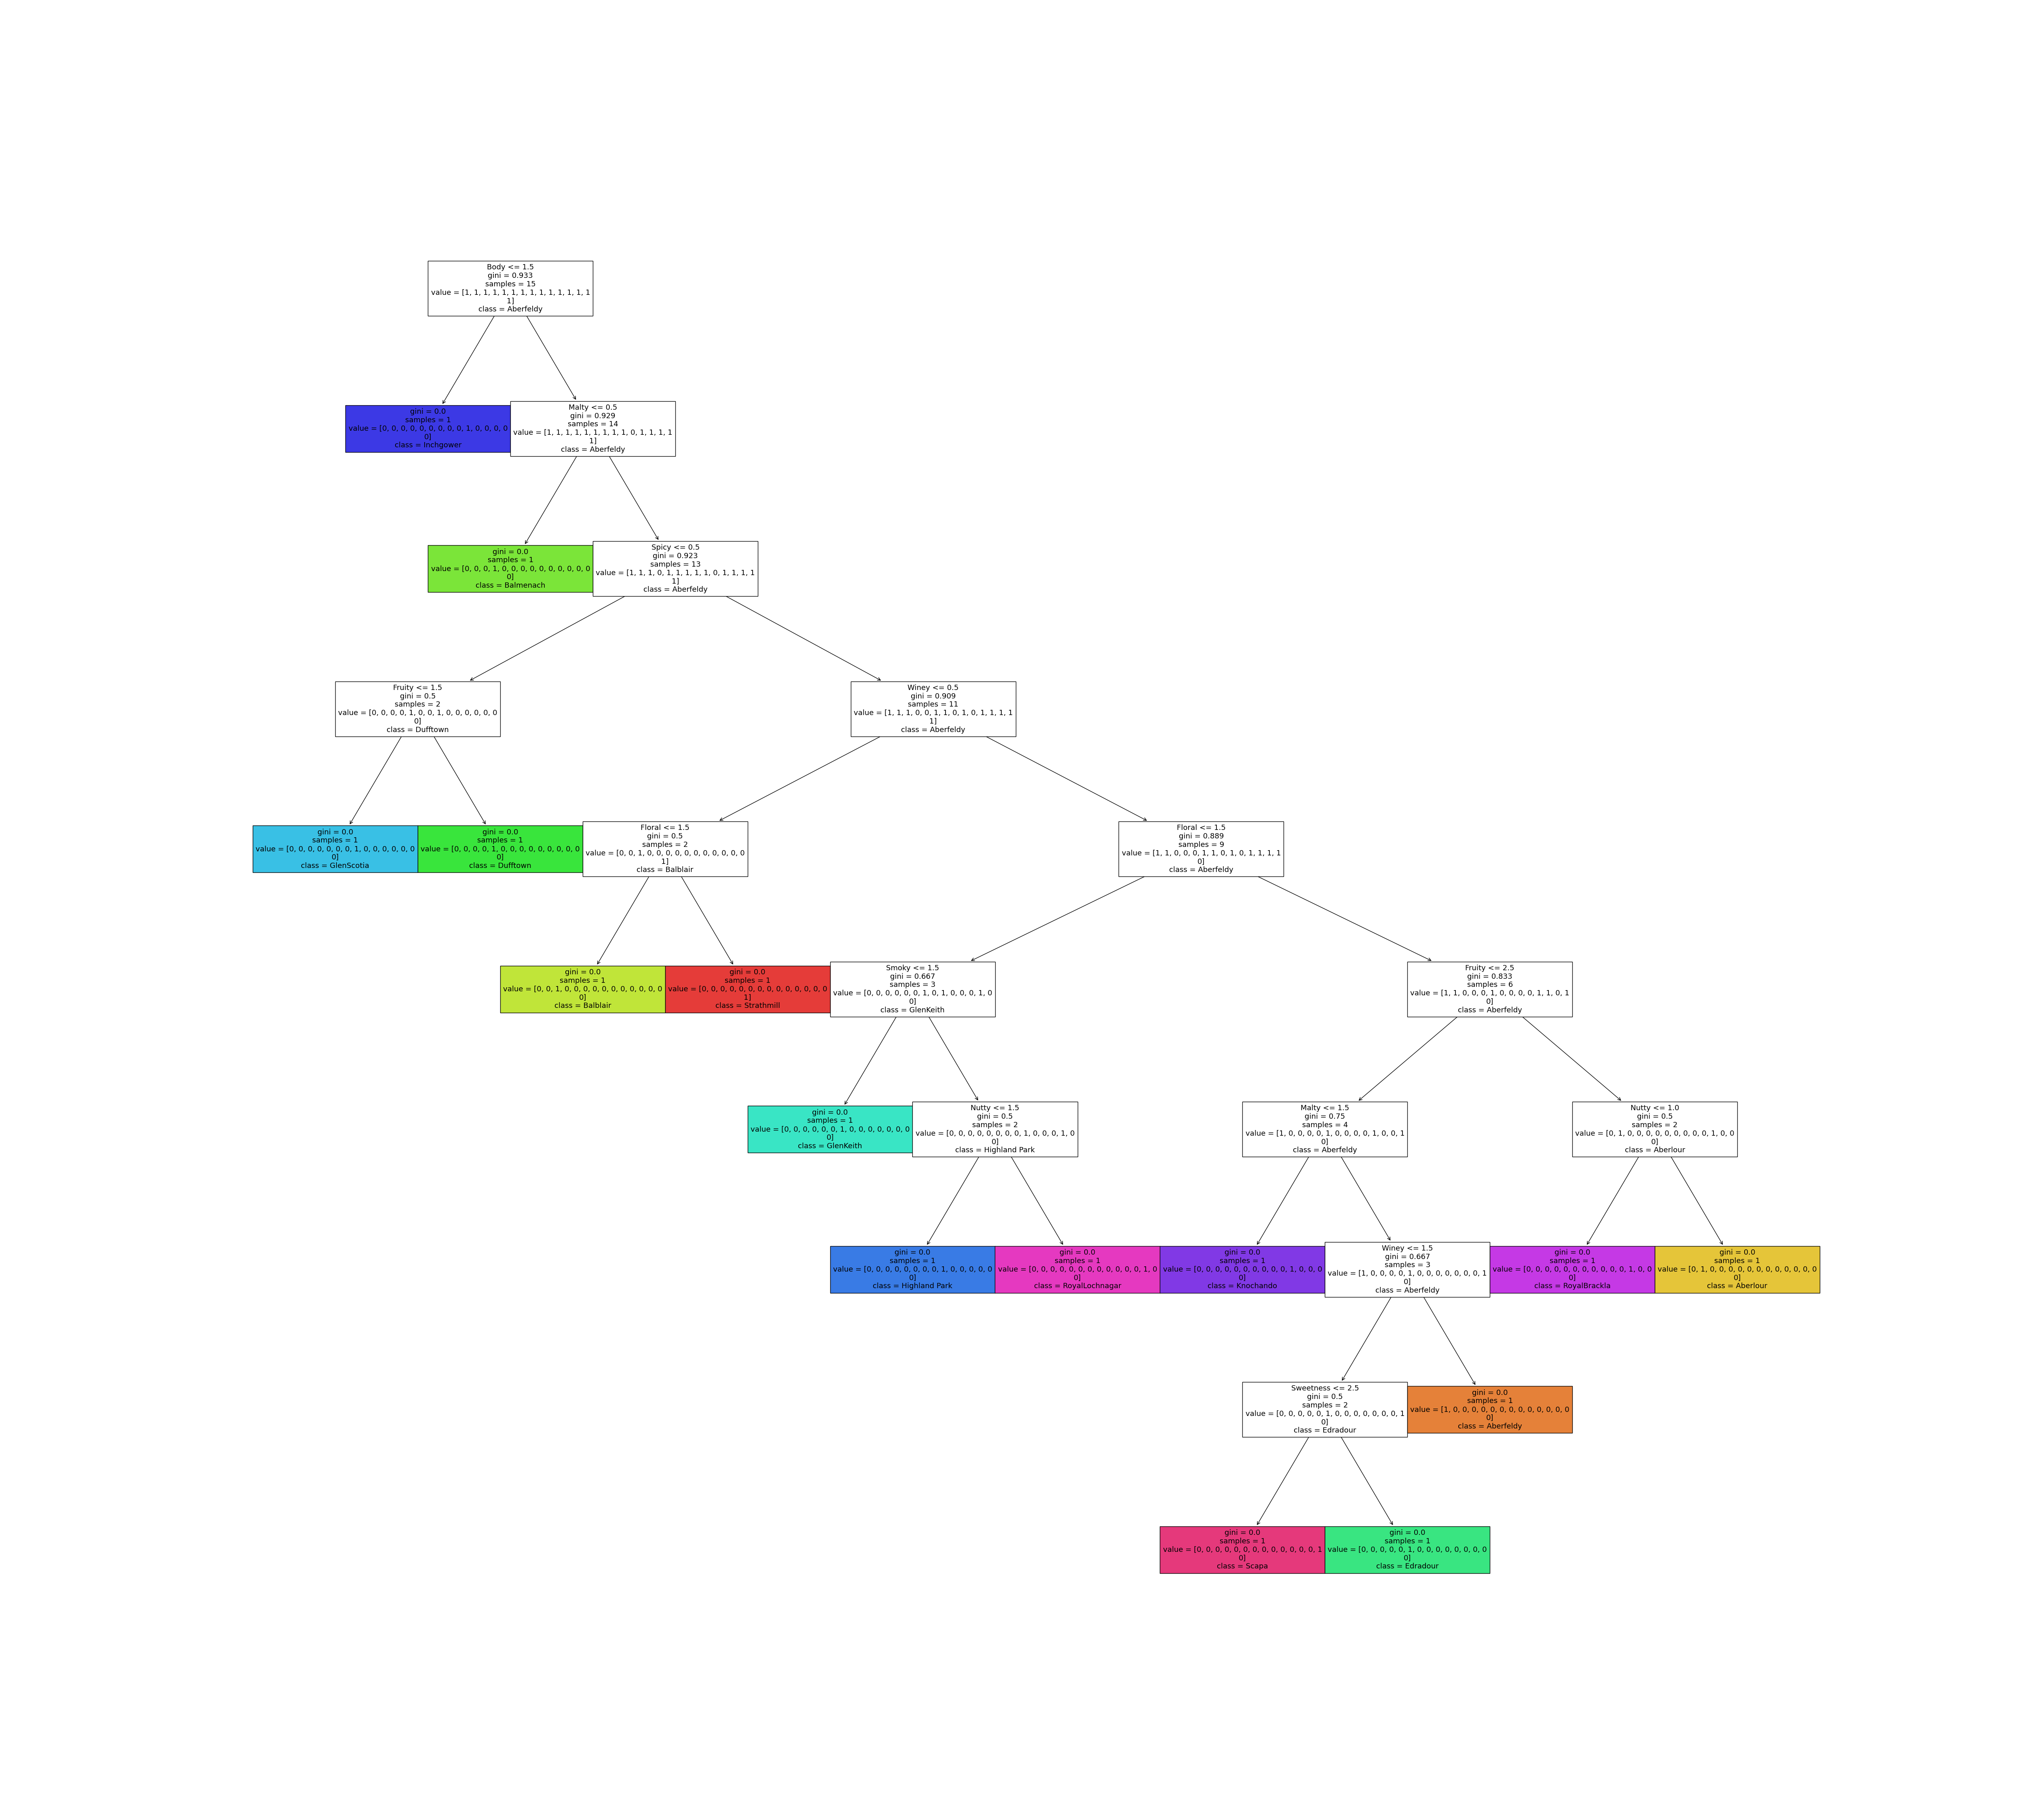 Body <= 1.5
gini = 0.933
samples = 15
value = [1, 1, 1, 1, 1, 1, 1, 1, 1, 1, 1, 1, 1, 1
1]
class = Aberfeldy
gini = 0.0
samples = 1
value = [0, 0, 0, 0, 0, 0, 0, 0, 0, 1, 0, 0, 0, 0
0]
class = Inchgower
Malty <= 0.5
gini = 0.929
samples = 14
value = [1, 1, 1, 1, 1, 1, 1, 1, 1, 0, 1, 1, 1, 1
1]
class = Aberfeldy
gini = 0.0
samples = 1
value = [0, 0, 0, 1, 0, 0, 0, 0, 0, 0, 0, 0, 0, 0
0]
class = Balmenach
Spicy <= 0.5
gini = 0.923
samples = 13
value = [1, 1, 1, 0, 1, 1, 1, 1, 1, 0, 1, 1, 1, 1
1]
class = Aberfeldy
Fruity <= 1.5
gini = 0.5
samples = 2
value = [0, 0, 0, 0, 1, 0, 0, 1, 0, 0, 0, 0, 0, 0
0]
class = Dufftown
Winey <= 0.5
gini = 0.909
samples = 11
value = [1, 1, 1, 0, 0, 1, 1, 0, 1, 0, 1, 1, 1, 1
1]
class = Aberfeldy
gini = 0.0
samples = 1
value = [0, 0, 0, 0, 0, 0, 0, 1, 0, 0, 0, 0, 0, 0
0]
class = GlenScotia
gini = 0.0
samples = 1
value = [0, 0, 0, 0, 1, 0, 0, 0, 0, 0, 0, 0, 0, 0
0]
class = Dufftown
Floral <= 1.5
gini = 0.5
samples = 2
value = [0, 0, 1, 0, 0, 0, 0, 0, 0, 0, 0, 0, 0, 0
1]
class = Balblair
Floral <= 1.5
gini = 0.889
samples = 9
value = [1, 1, 0, 0, 0, 1, 1, 0, 1, 0, 1, 1, 1, 1
0]
class = Aberfeldy
gini = 0.0
samples = 1
value = [0, 0, 1, 0, 0, 0, 0, 0, 0, 0, 0, 0, 0, 0
0]
class = Balblair
gini = 0.0
samples = 1
value = [0, 0, 0, 0, 0, 0, 0, 0, 0, 0, 0, 0, 0, 0
1]
class = Strathmill
Smoky <= 1.5
gini = 0.667
samples = 3
value = [0, 0, 0, 0, 0, 0, 1, 0, 1, 0, 0, 0, 1, 0
0]
class = GlenKeith
Fruity <= 2.5
gini = 0.833
samples = 6
value = [1, 1, 0, 0, 0, 1, 0, 0, 0, 0, 1, 1, 0, 1
0]
class = Aberfeldy
gini = 0.0
samples = 1
value = [0, 0, 0, 0, 0, 0, 1, 0, 0, 0, 0, 0, 0, 0
0]
class = GlenKeith
Nutty <= 1.5
gini = 0.5
samples = 2
value = [0, 0, 0, 0, 0, 0, 0, 0, 1, 0, 0, 0, 1, 0
0]
class = Highland Park
Malty <= 1.5
gini = 0.75
samples = 4
value = [1, 0, 0, 0, 0, 1, 0, 0, 0, 0, 1, 0, 0, 1
0]
class = Aberfeldy
Nutty <= 1.0
gini = 0.5
samples = 2
value = [0, 1, 0, 0, 0, 0, 0, 0, 0, 0, 0, 1, 0, 0
0]
class = Aberlour
gini = 0.0
samples = 1
value = [0, 0, 0, 0, 0, 0, 0, 0, 1, 0, 0, 0, 0, 0
0]
class = Highland Park
gini = 0.0
samples = 1
value = [0, 0, 0, 0, 0, 0, 0, 0, 0, 0, 0, 0, 1, 0
0]
class = RoyalLochnagar
gini = 0.0
samples = 1
value = [0, 0, 0, 0, 0, 0, 0, 0, 0, 0, 1, 0, 0, 0
0]
class = Knochando
Winey <= 1.5
gini = 0.667
samples = 3
value = [1, 0, 0, 0, 0, 1, 0, 0, 0, 0, 0, 0, 0, 1
0]
class = Aberfeldy
gini = 0.0
samples = 1
value = [0, 0, 0, 0, 0, 0, 0, 0, 0, 0, 0, 1, 0, 0
0]
class = RoyalBrackla
gini = 0.0
samples = 1
value = [0, 1, 0, 0, 0, 0, 0, 0, 0, 0, 0, 0, 0, 0
0]
class = Aberlour
Sweetness <= 2.5
gini = 0.5
samples = 2
value = [0, 0, 0, 0, 0, 1, 0, 0, 0, 0, 0, 0, 0, 1
0]
class = Edradour
gini = 0.0
samples = 1
value = [1, 0, 0, 0, 0, 0, 0, 0, 0, 0, 0, 0, 0, 0
0]
class = Aberfeldy
gini = 0.0
samples = 1
value = [0, 0, 0, 0, 0, 0, 0, 0, 0, 0, 0, 0, 0, 1
0]
class = Scapa
gini = 0.0
samples = 1
value = [0, 0, 0, 0, 0, 1, 0, 0, 0, 0, 0, 0, 0, 0
0]
class = Edradour